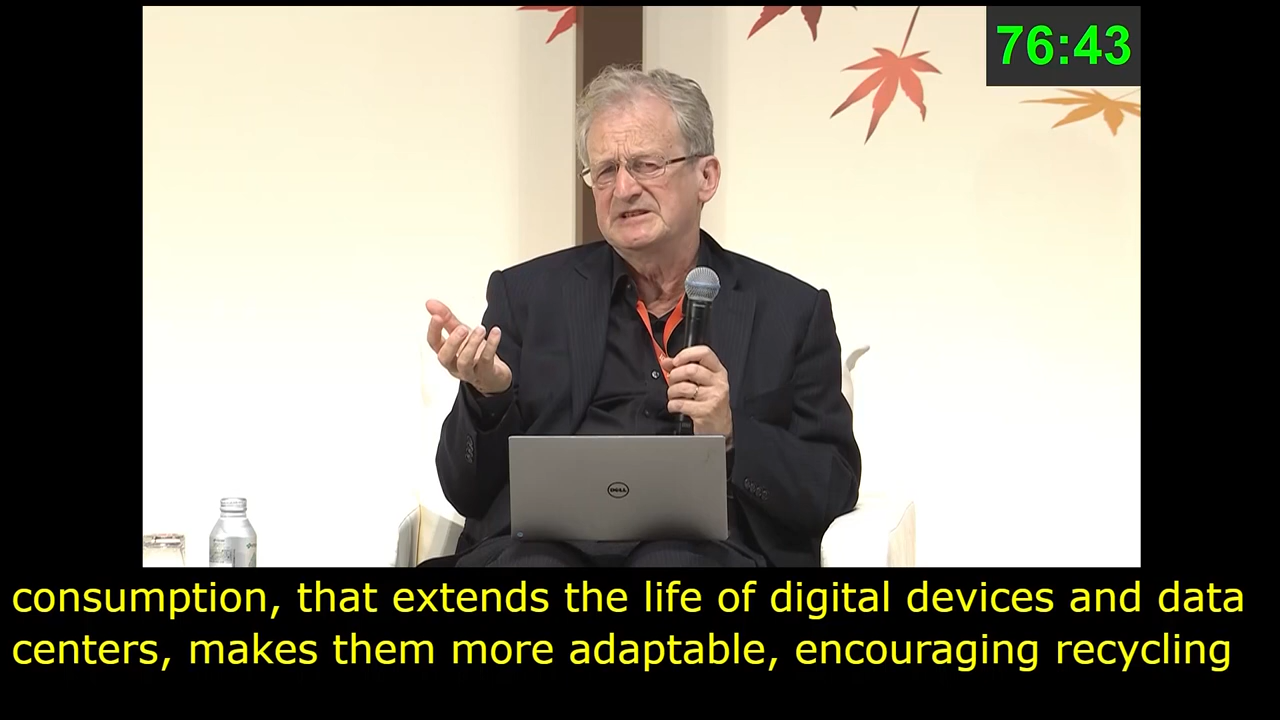 76:43
DELL
consumption, that extends the life of digital devices and data
centers, makes them more adaptable, encouraging recycling